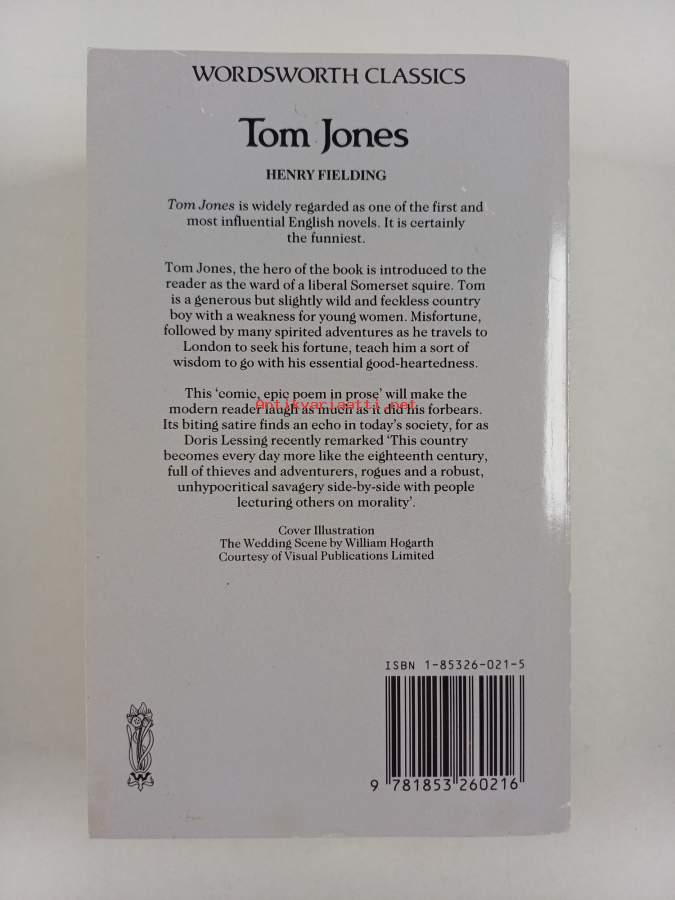 WORDSWORTH CLASSICS
Tom Jones
HENRY FIELDING
Tom Jones is widely regarded as one of the first and
most influential English novels. It is certainly
the funniest.
Tom Jones, the hero of the book is introduced to the
reader as the ward of a liberal Somerset squire. Tom
is a generous but slightly wild and feckless country
boy with a weakness for young women. Misfortune,
followed by many spirited adventures as he travels to
London to seek his fortune, teach him a sort of
wisdom to go with his essential good-heartedness.
This ‘comic, epic poem in prose’ will make the
Antikvariaatti.net
modern reader laugh as much as it did his forbears.
Its biting satire finds an echo in today’s society, for as
Doris Lessing recently remarked ‘This country
becomes every day more like the eighteenth century,
full of thieves and adventurers, rogues and a robust,
unhypocritical savagery side-by-side with people
lecturing others on morality’.
Cover Illustration
The Wedding Scene by William Hogarth
Courtesy of Visual Publications Limited
ISBN 1-85326-021-5
9 781853 260216
W